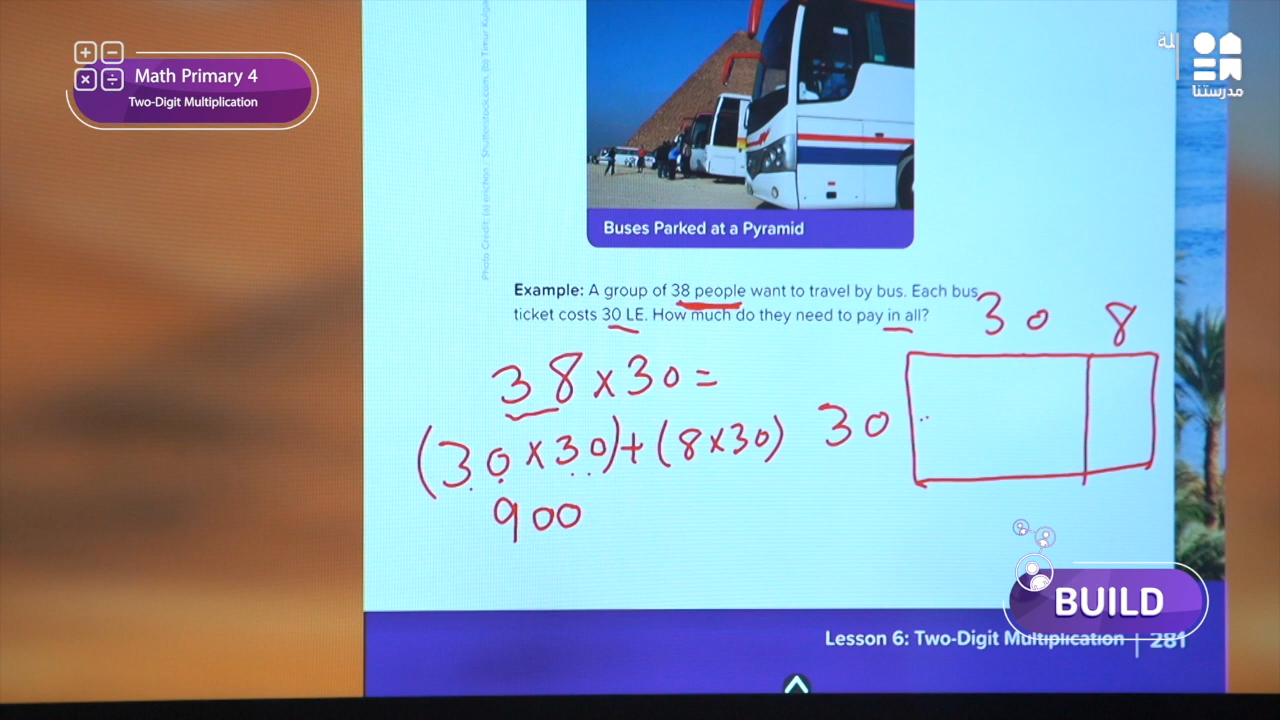 Math Primary 4
Two-Digit Multiplication
لة
مدرستنا
Buses Parked at a Pyramid
Example: A group of 38 people want to travel by bus. Each bus
ticket costs 30 LE. How much do they need to pay in all?
30 8
38 x 30 =
(30 x 30) + (8 x 30)
30
900
BUILD
Lesson 6: Two-Digit Multiplication | 281